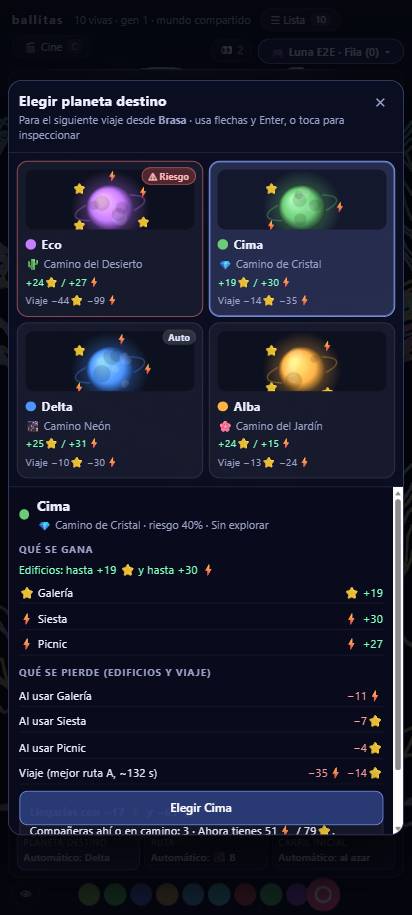 ballitas 10 vivas · gen 1 · mundo compartido ☰ Lista 10
🎬 Cine C
2 Luna E2E · Fila (0)
Elegir planeta destino ✕
Para el siguiente viaje desde Brasa · usa flechas y Enter, o toca para
inspeccionar
⚠ Riesgo
Eco
🌵 Camino del Desierto
+24⭐ / +27⚡
Viaje −44⭐ −99⚡
Cima
💎 Camino de Cristal
+19⭐ / +30⚡
Viaje −14⭐ −35⚡
Auto
Delta
Camino Neón
+25⭐ / +31⚡
Viaje −10⭐ −30⚡
Alba
🌸 Camino del Jardín
+24⭐ / +15⚡
Viaje −13⭐ −24⚡
Cima
💎 Camino de Cristal · riesgo 40% · Sin explorar
QUÉ SE GANA
Edificios: hasta +19 ⭐ y hasta +30 ⚡
⭐ Galería ⭐ +19
⚡ Siesta ⚡ +30
⚡ Picnic ⚡ +27
QUÉ SE PIERDE (EDIFICIOS Y VIAJE)
Al usar Galería −11⚡
Al usar Siesta −7⭐
Al usar Picnic −4⭐
Viaje (mejor ruta A, ~132 s) −35⚡ −14⭐
Elegir Cima
Compañeras ahí o en camino: 3 · Ahora tienes 51⚡ / 79⭐.
PLANETA DESTINO RUTA CARRIL INICIAL
Automático: Delta Automático: B Automático: al azar